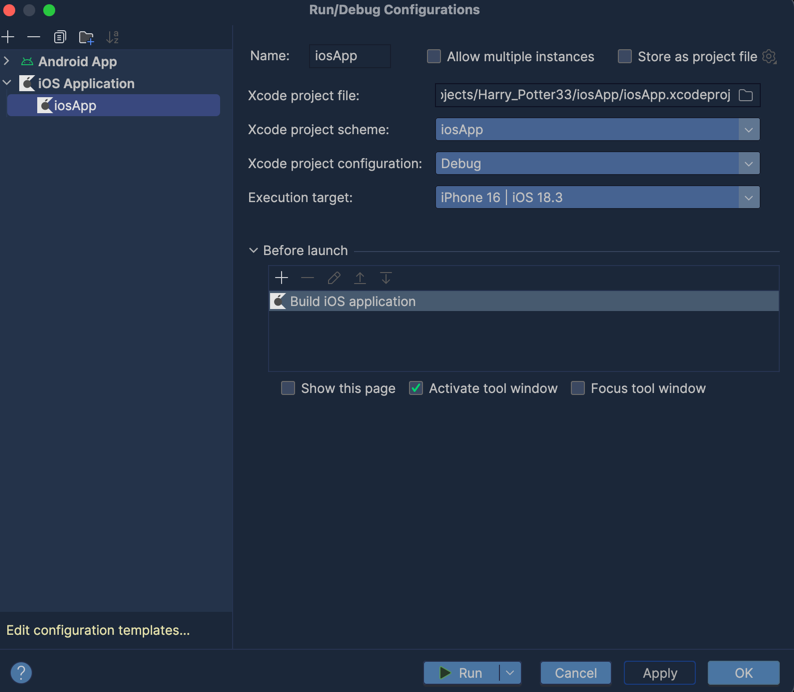 Run/Debug Configurations
Android App
iOS Application
iosApp
Edit configuration templates...
Name: iosApp Allow multiple instances Store as project file
Xcode project file: ojects/Harry_Potter33/iosApp/iosApp.xcodeproj
Xcode project scheme: iosApp
Xcode project configuration: Debug
Execution target: iPhone 16 | iOS 18.3
Before launch
Build iOS application
Show this page Activate tool window Focus tool window
? Run Cancel Apply OK